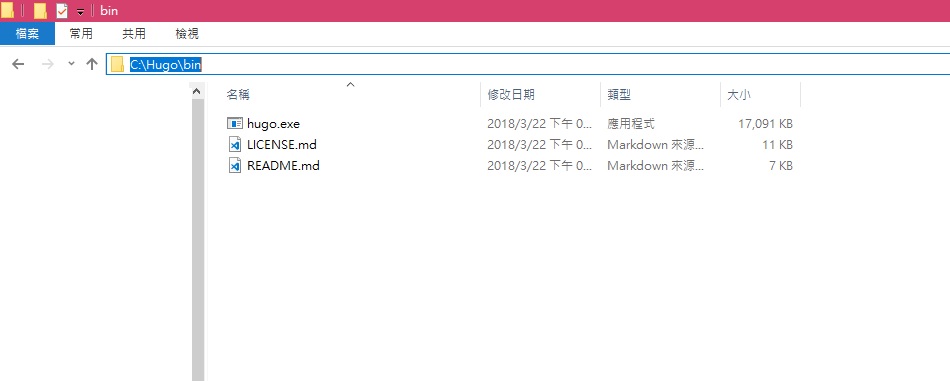 bin
檔案 常用 共用 檢視
C:\Hugo\bin
名稱 修改日期 類型 大小
hugo.exe 2018/3/22 下午 0... 應用程式 17,091 KB
LICENSE.md 2018/3/22 下午 0... Markdown 來源... 11 KB
README.md 2018/3/22 下午 0... Markdown 來源... 7 KB